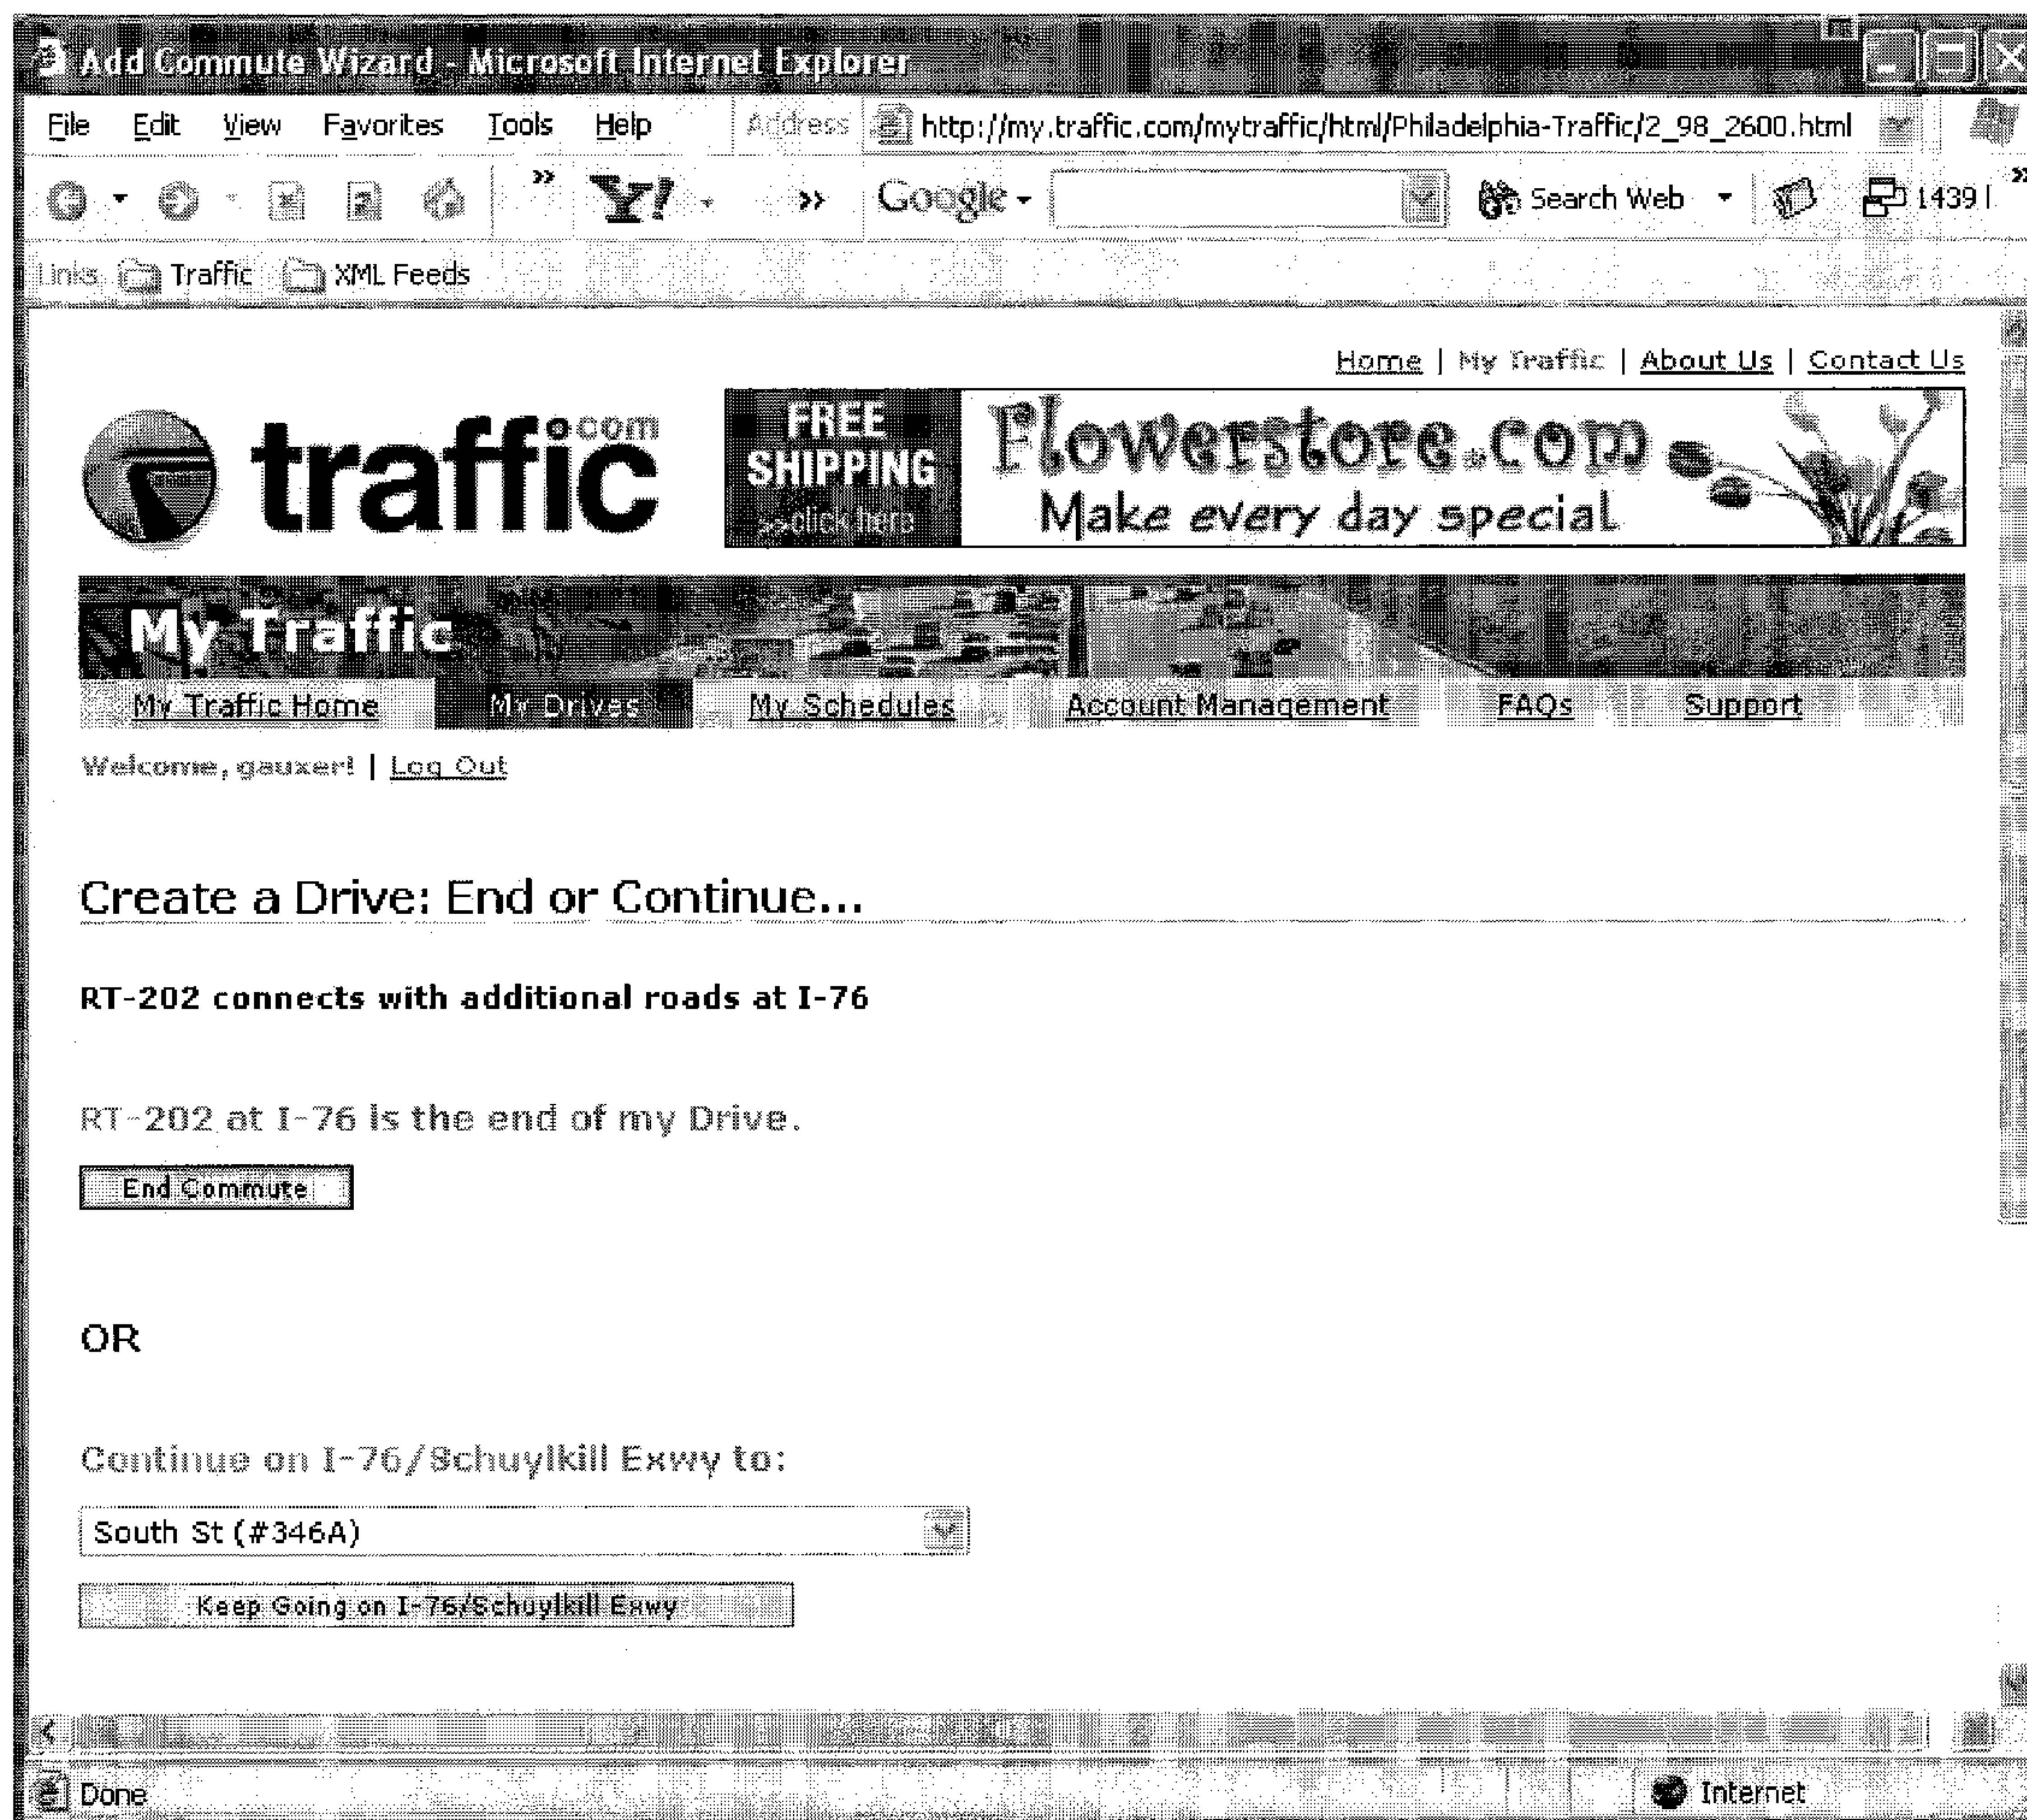 Add Commute Wizard - Microsoft Internet Explorer
File Edit View Favorites Tools Help Address http://my.traffic.com/mytraffic/html/Philadelphia-Traffic/2_98_2600.html
» Y! » Google Search Web 1439 »
Links Traffic XML Feeds
Home | My Traffic | About Us | Contact Us
traffic.com
FREE SHIPPING >>click here
Flowerstore.com
Make every day special
My Traffic
My Traffic Home My Drives My Schedules Account Management FAQs Support
Welcome, gauxer! | Log Out
Create a Drive: End or Continue...
RT-202 connects with additional roads at I-76
RT-202 at I-76 is the end of my Drive.
End Commute
OR
Continue on I-76/Schuylkill Exwy to:
South St (#346A)
Keep Going on I-76/Schuylkill Exwy
Done Internet